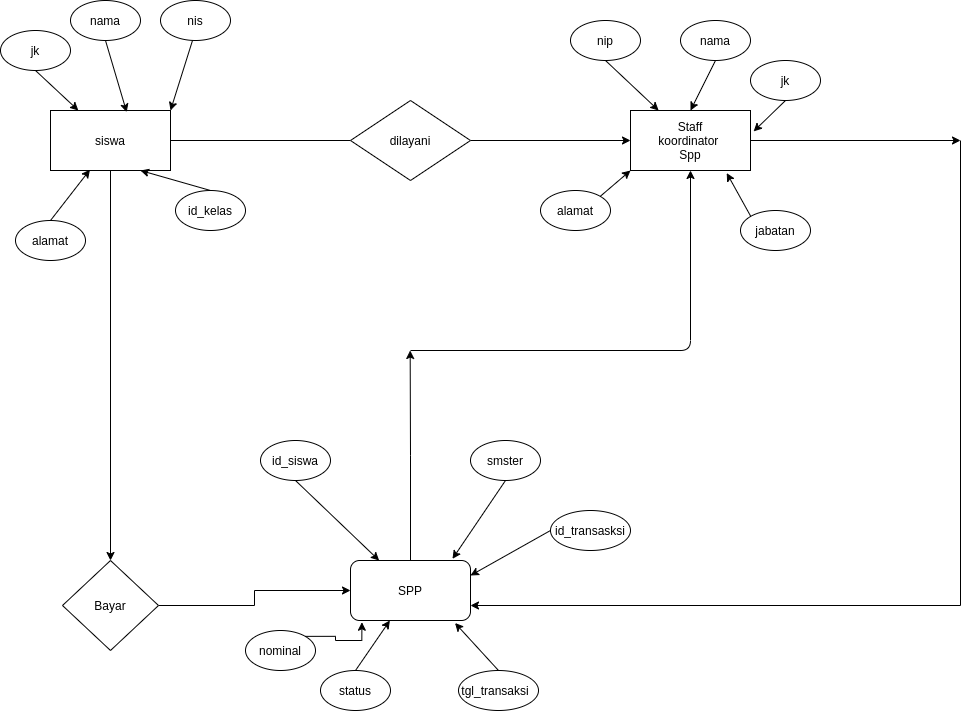 nama
nis
jk
nip
nama
jk
siswa
dilayani
Staff
koordinator
Spp
alamat
id_kelas
alamat
jabatan
id_siswa
smster
id_transasksi
Bayar
SPP
nominal
status
tgl_transaksi